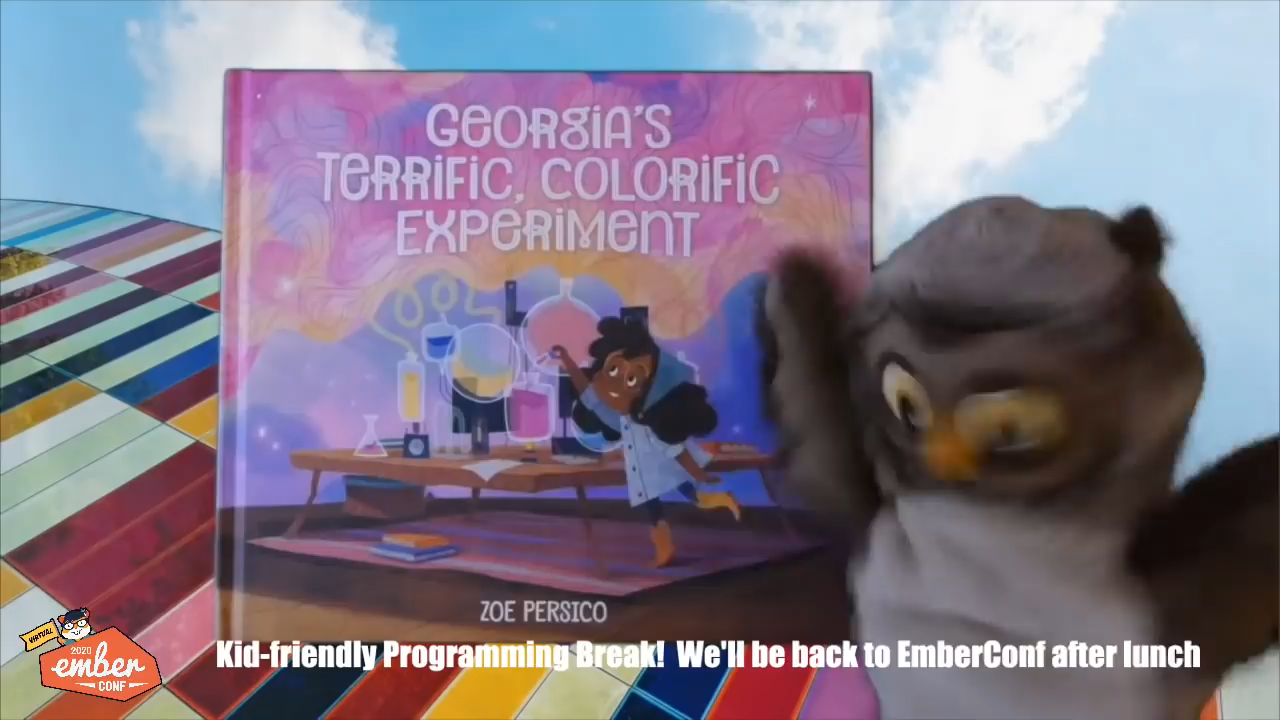 GEORGIA'S
TERRIFIC, COLORIFIC
EXPERIMENT
ZOE PERSICO
Kid-friendly Programming Break! We'll be back to EmberConf after lunch
VIRTUAL
2020
ember
CONF